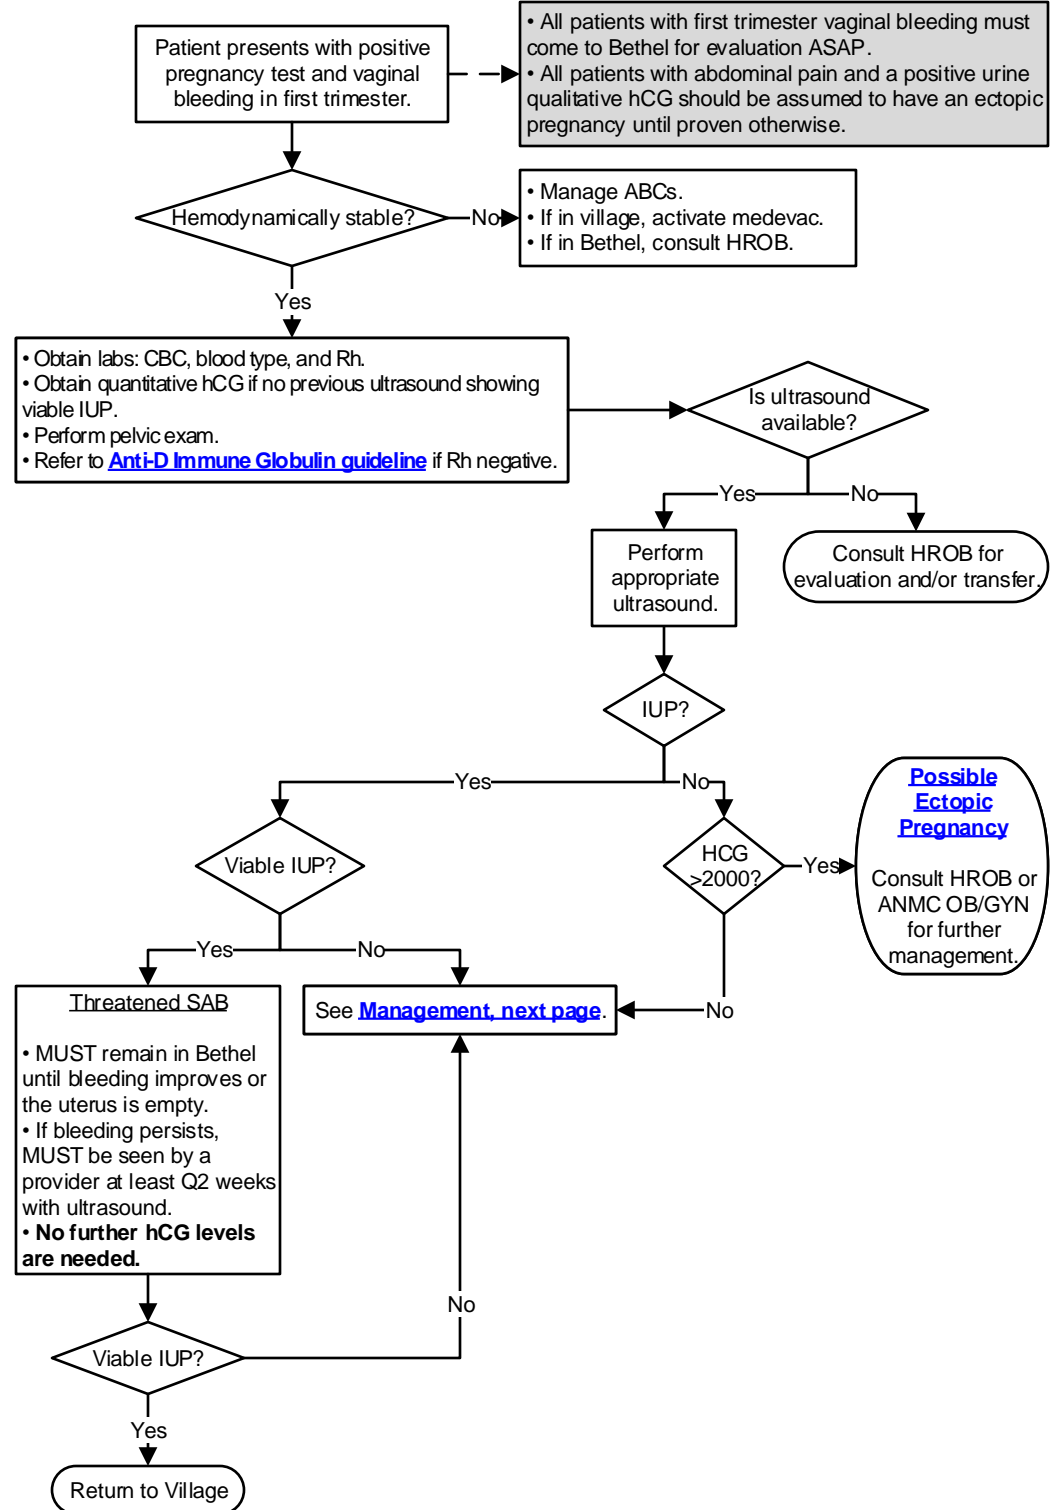 Patient presents with positive
pregnancy test and vaginal
bleeding in first trimester.
• All patients with first trimester vaginal bleeding must
come to Bethel for evaluation ASAP.
• All patients with abdominal pain and a positive urine
qualitative hCG should be assumed to have an ectopic
pregnancy until proven otherwise.
Hemodynamically stable?
No
• Manage ABCs.
• If in village, activate medevac.
• If in Bethel, consult HROB.
Yes
• Obtain labs: CBC, blood type, and Rh.
• Obtain quantitative hCG if no previous ultrasound showing
viable IUP.
• Perform pelvic exam.
• Refer to Anti-D Immune Globulin guideline if Rh negative.
Is ultrasound
available?
Yes
No
Perform
appropriate
ultrasound.
Consult HROB for
evaluation and/or transfer.
IUP?
Yes
No
Viable IUP?
HCG
>2000?
Yes
Possible
Ectopic
Pregnancy
Consult HROB or
ANMC OB/GYN
for further
management.
Yes
No
No
Threatened SAB
• MUST remain in Bethel
until bleeding improves or
the uterus is empty.
• If bleeding persists,
MUST be seen by a
provider at least Q2 weeks
with ultrasound.
• No further hCG levels
are needed.
See Management, next page.
No
Viable IUP?
Yes
Return to Village